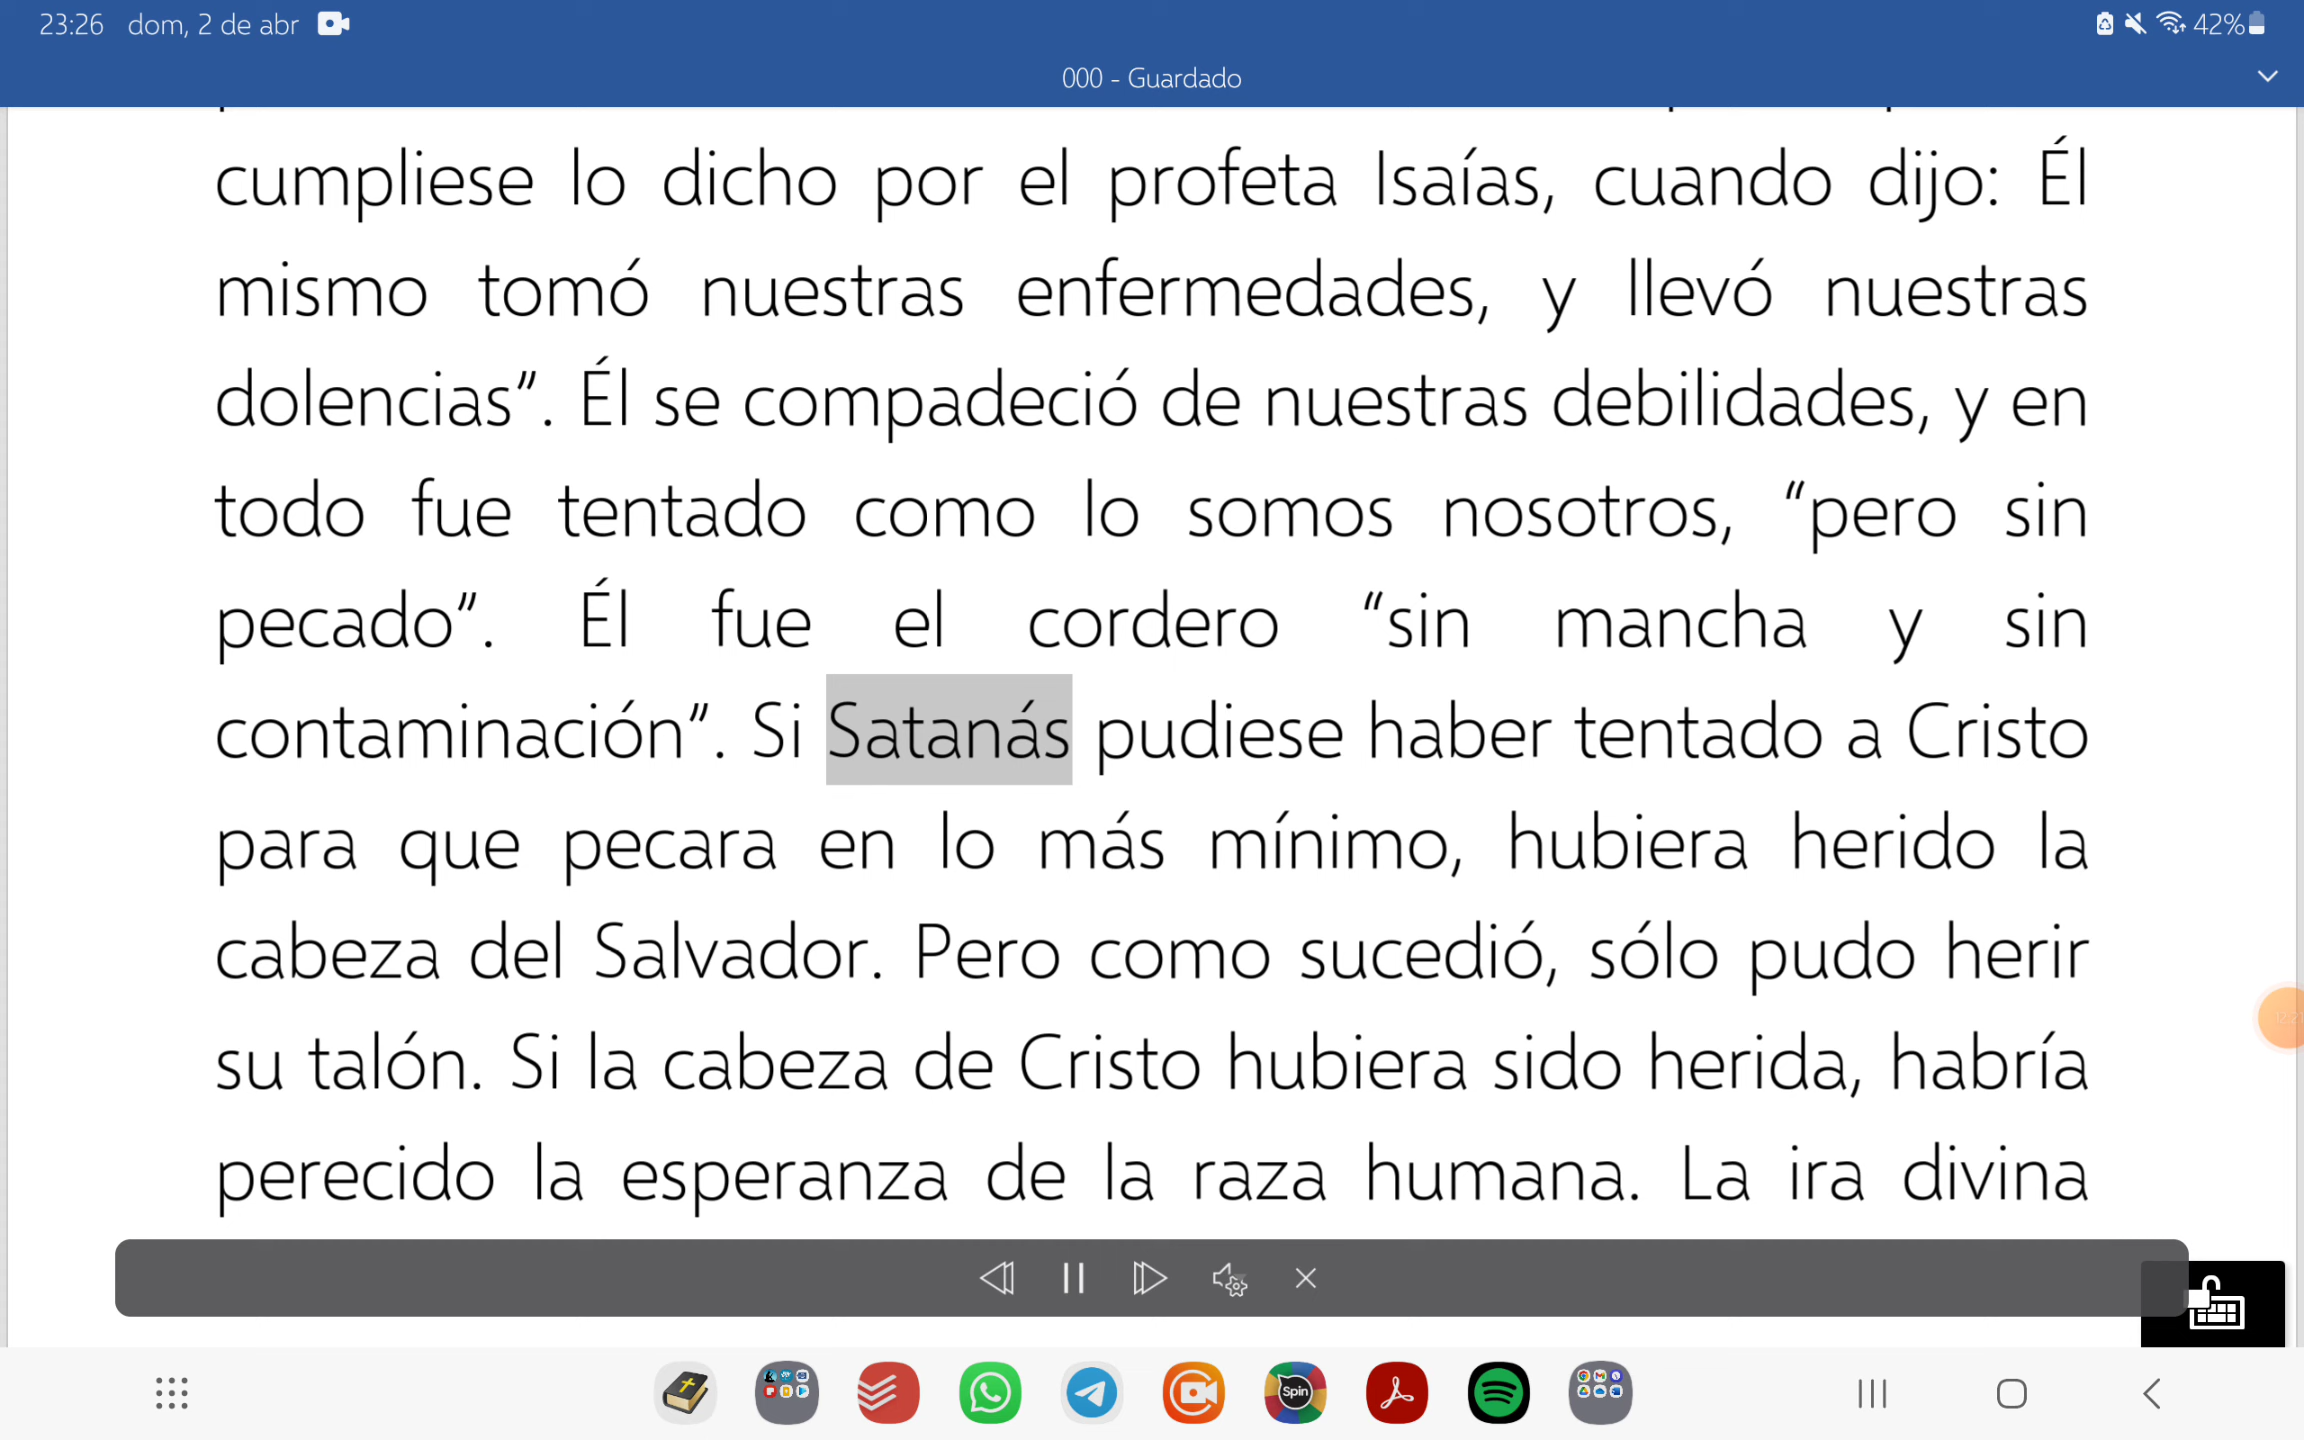 23:26 dom, 2 de abr 42%
000 - Guardado
cumpliese lo dicho por el profeta Isaías, cuando dijo: Él
mismo tomó nuestras enfermedades, y llevó nuestras
dolencias”. Él se compadeció de nuestras debilidades, y en
todo fue tentado como lo somos nosotros, “pero sin
pecado”. Él fue el cordero “sin mancha y sin
contaminación”. Si Satanás pudiese haber tentado a Cristo
para que pecara en lo más mínimo, hubiera herido la
cabeza del Salvador. Pero como sucedió, sólo pudo herir
su talón. Si la cabeza de Cristo hubiera sido herida, habría
perecido la esperanza de la raza humana. La ira divina
Spin